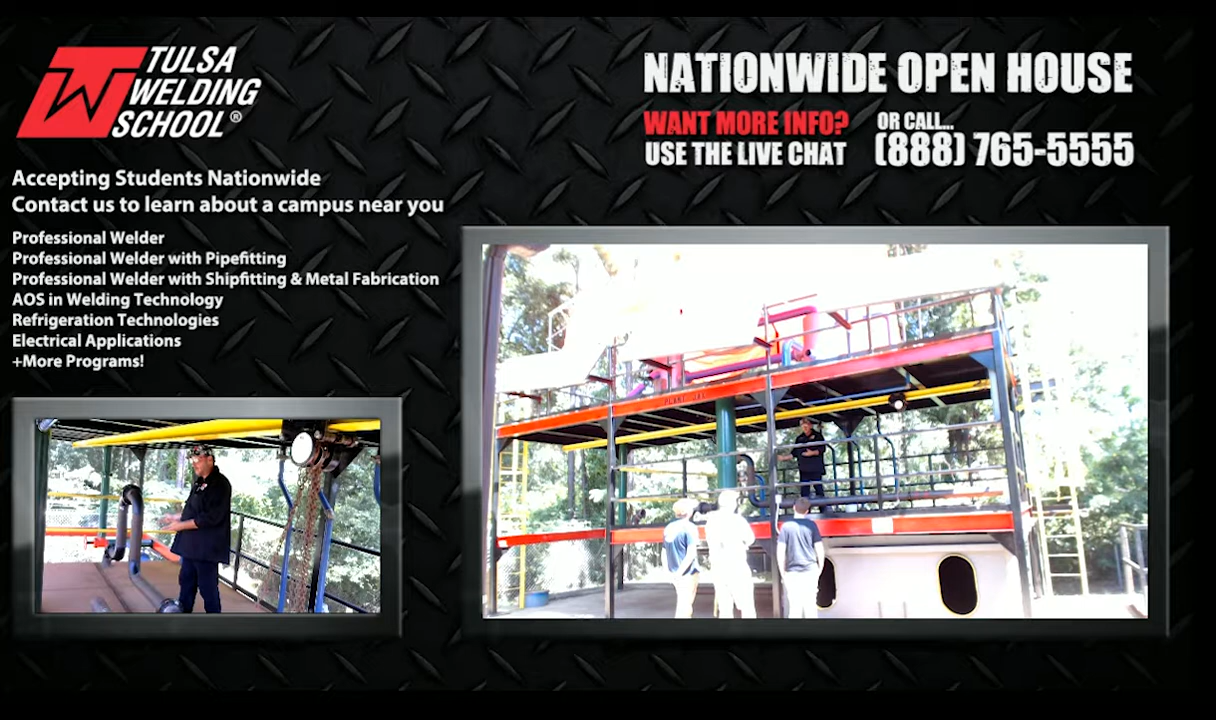 TULSA
WELDING
SCHOOL®
Accepting Students Nationwide
Contact us to learn about a campus near you
Professional Welder
Professional Welder with Pipefitting
Professional Welder with Shipfitting & Metal Fabrication
AOS in Welding Technology
Refrigeration Technologies
Electrical Applications
+More Programs!
NATIONWIDE OPEN HOUSE
WANT MORE INFO?
USE THE LIVE CHAT
OR CALL...
(888) 765-5555